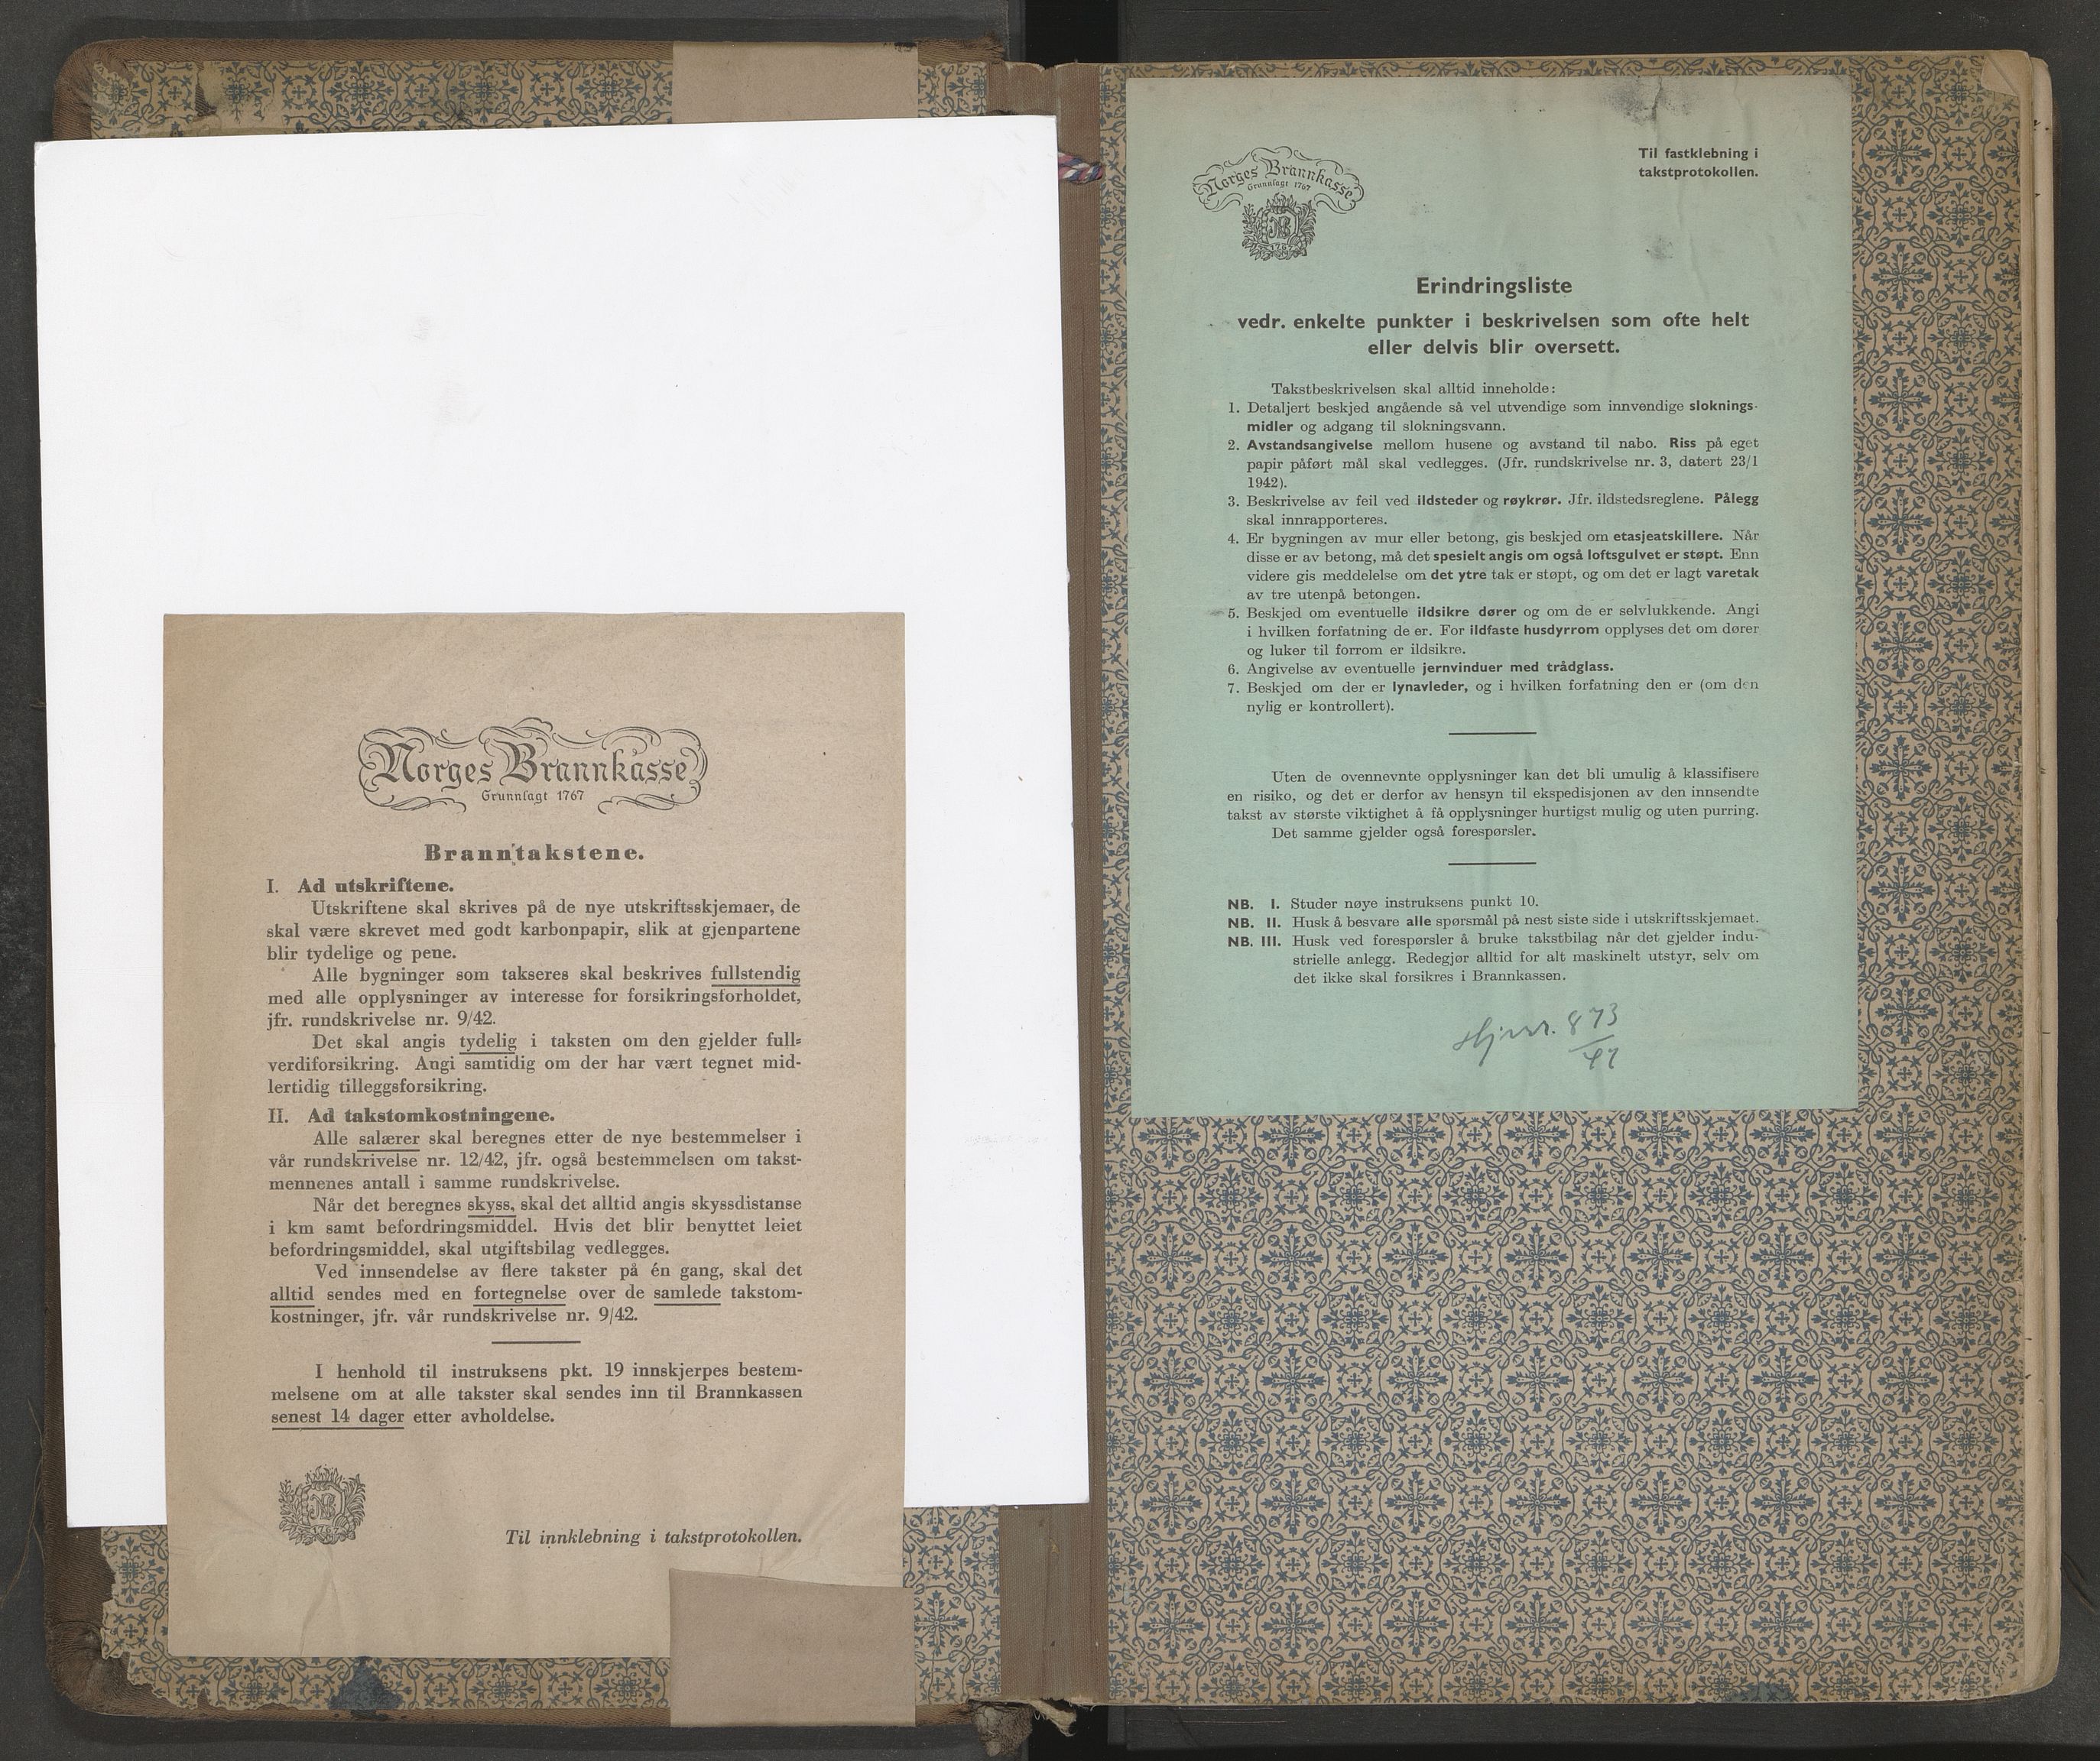 Norges Brannkasse
Grunnlagt 1767
Branntakstene.
I. Ad utskriftene.
Utskriftene skal skrives på de nye utskriftsskjemaer, de
skal være skrevet med godt karbonpapir, slik at gjenpartene
blir tydelige og pene.
Alle bygninger som takseres skal beskrives fullstendig
med alle opplysninger av interesse for forsikringsforholdet,
jfr. rundskrivelse nr. 9/42.
Det skal angis tydelig i taksten om den gjelder full-
verdiforsikring. Angi samtidig om der har vært tegnet mid-
lertidig tilleggsforsikring.
II. Ad takstomkostningene.
Alle salærer skal beregnes etter de nye bestemmelser i
vår rundskrivelse nr. 12/42, jfr. også bestemmelsen om takst-
mennenes antall i samme rundskrivelse.
Når det beregnes skyss, skal det alltid angis skyssdistanse
i km samt befordringsmiddel. Hvis det blir benyttet leiet
befordringsmiddel, skal utgiftsbilag vedlegges.
Ved innsendelse av flere takster på én gang, skal det
alltid sendes med en fortegnelse over de samlede takstom-
kostninger, jfr. vår rundskrivelse nr. 9/42.
I henhold til instruksens pkt. 19 innskjerpes bestem-
melsene om at alle takster skal sendes inn til Brannkassen
senest 14 dager etter avholdelse.
NB
1767
Til innklebning i takstprotokollen.
Norges Brannkasse
Grunnlagt 1767
NB
1767
Til fastklebning i
takstprotokollen.
Erindringsliste
vedr. enkelte punkter i beskrivelsen som ofte helt
eller delvis blir oversett.
Takstbeskrivelsen skal alltid inneholde:
1. Detaljert beskjed angående så vel utvendige som innvendige sloknings-
midler og adgang til slokningsvann.
2. Avstandsangivelse mellom husene og avstand til nabo. Riss på eget
papir påført mål skal vedlegges. (Jfr. rundskrivelse nr. 3, datert 23/1
1942).
3. Beskrivelse av feil ved ildsteder og røykrør. Jfr. ildstedsreglene. Pålegg
skal innrapporteres.
4. Er bygningen av mur eller betong, gis beskjed om etasjeatskillere. Når
disse er av betong, må det spesielt angis om også loftsgulvet er støpt. Enn
videre gis meddelelse om det ytre tak er støpt, og om det er lagt varetak
av tre utenpå betongen.
5. Beskjed om eventuelle ildsikre dører og om de er selvlukkende. Angi
i hvilken forfatning de er. For ildfaste husdyrrom opplyses det om dører
og luker til forrom er ildsikre.
6. Angivelse av eventuelle jernvinduer med trådglass.
7. Beskjed om der er lynavleder, og i hvilken forfatning den er (om den
nylig er kontrollert).
Uten de ovennevnte opplysninger kan det bli umulig å klassifisere
en risiko, og det er derfor av hensyn til ekspedisjonen av den innsendte
takst av største viktighet å få opplysninger hurtigst mulig og uten purring.
Det samme gjelder også forespørsler.
NB. I. Studer nøye instruksens punkt 10.
NB. II. Husk å besvare alle spørsmål på nest siste side i utskriftsskjemaet.
NB. III. Husk ved forespørsler å bruke takstbilag når det gjelder indu-
strielle anlegg. Redegjør alltid for alt maskinelt utstyr, selv om
det ikke skal forsikres i Brannkassen.
873
47